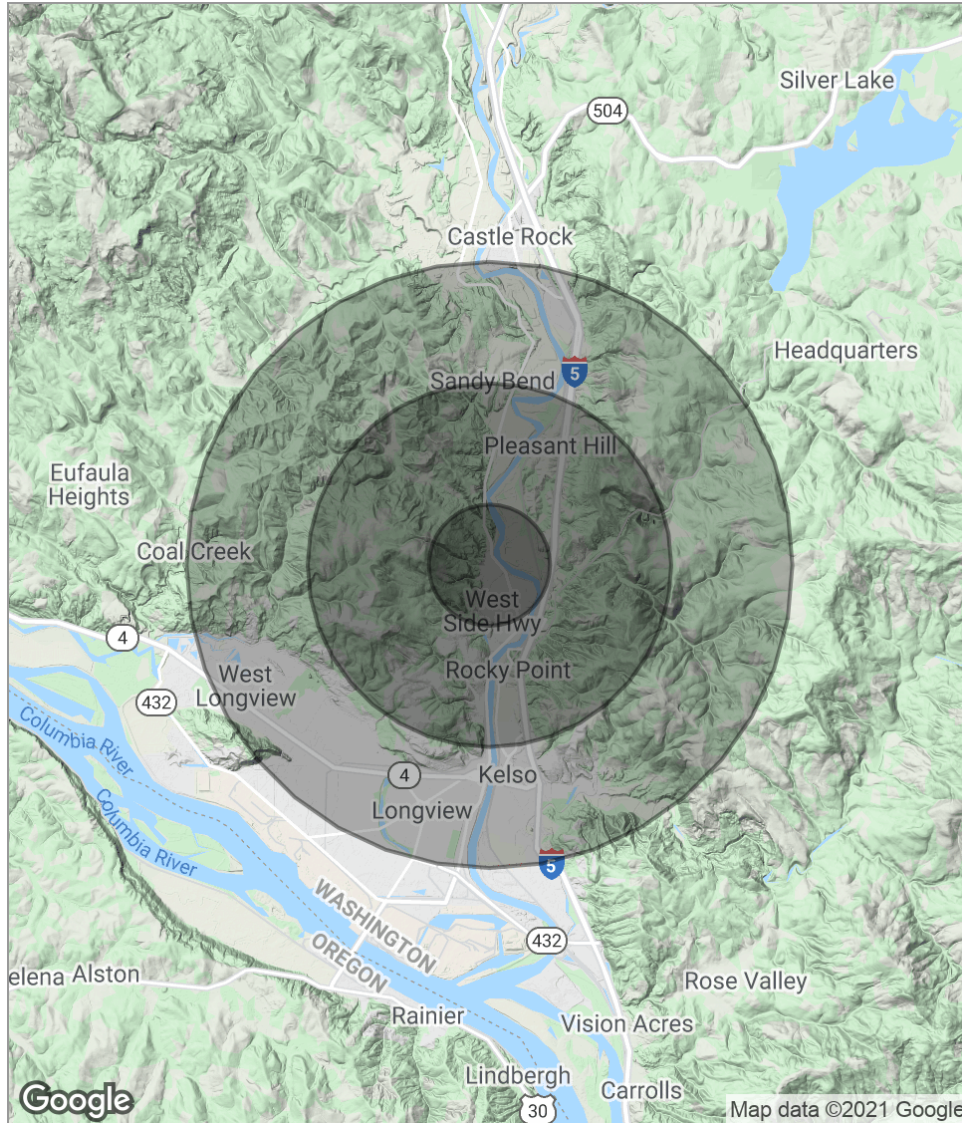 Silver Lake
504
Castle Rock
Headquarters
5
Sandy Bend
Pleasant Hill
Eufaula
Heights
Coal Creek
West
Side Hwy
4
Rocky Point
West
Longview
432
Columbia River
Kelso
4
Longview
Columbia River
5
WASHINGTON
OREGON
432
elena
Alston
Rose Valley
Rainier
Vision Acres
Lindbergh
Carrolls
30
Google
Map data ©2021 Google